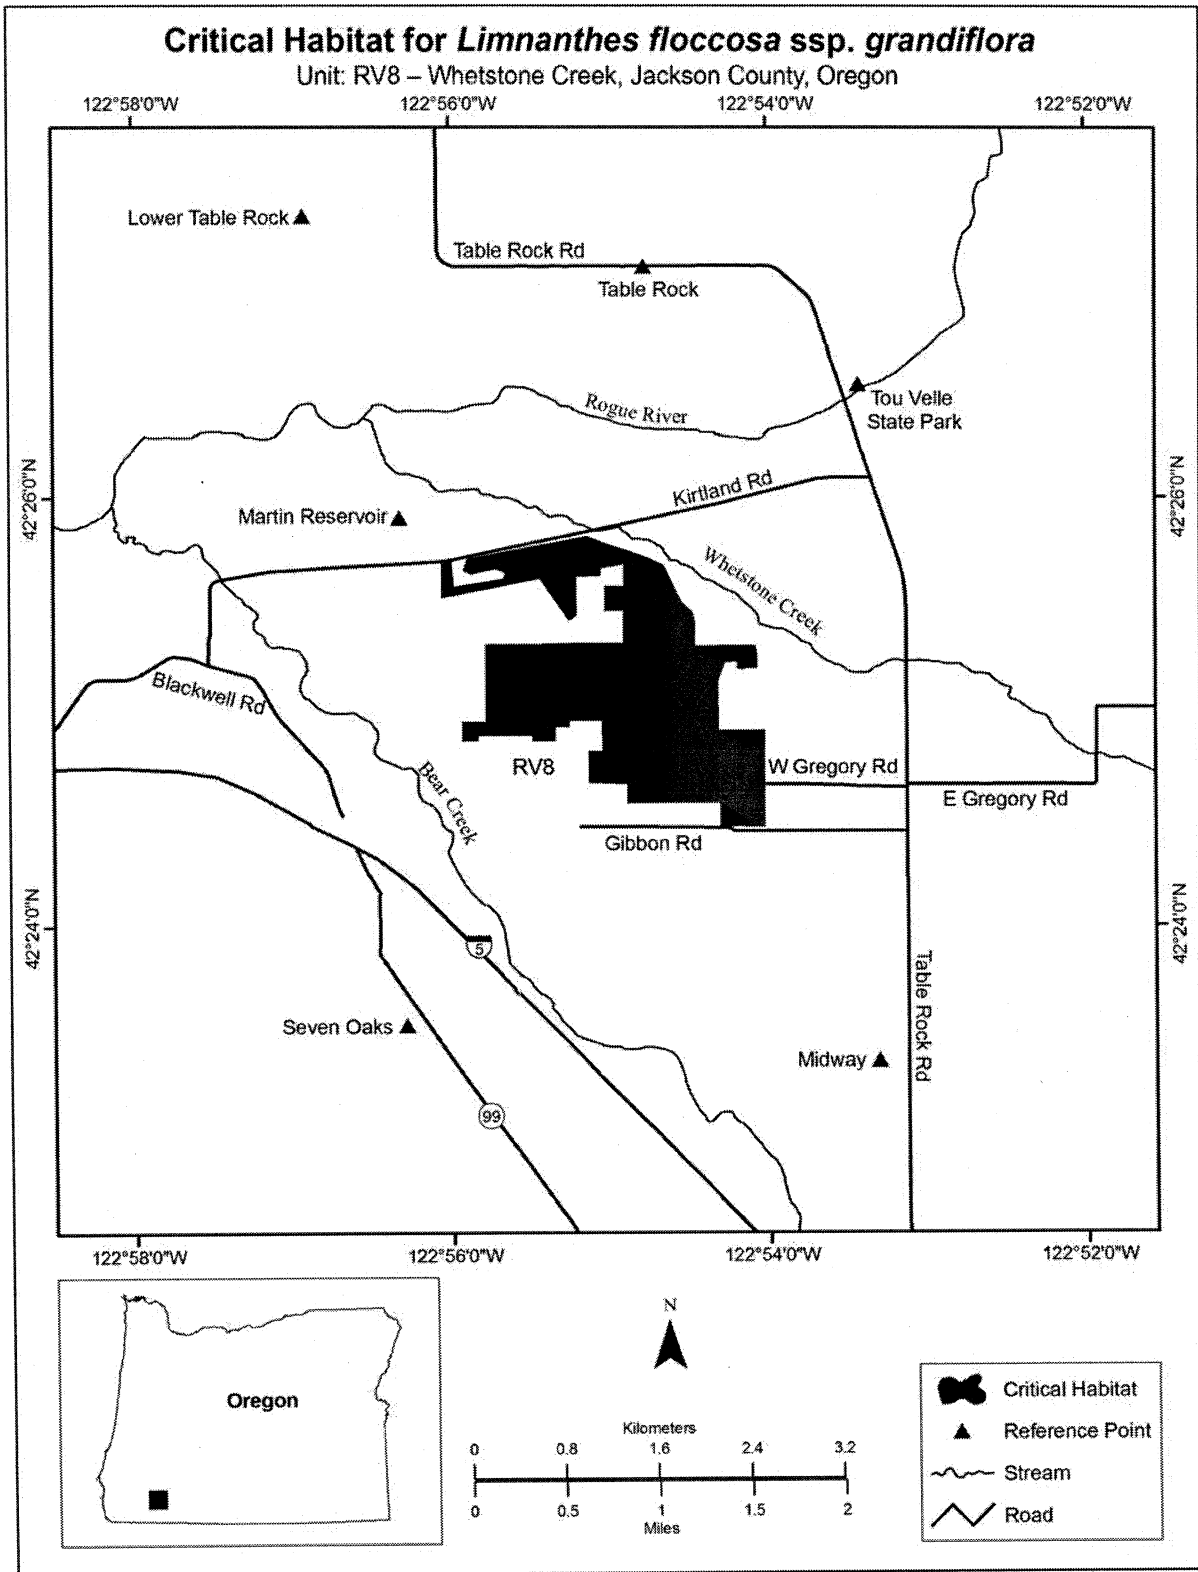 Critical Habitat for Limnanthes floccosa ssp. grandiflora
Unit: RV8 – Whetstone Creek, Jackson County, Oregon
122°58'0"W
122°56'0"W
122°54'0"W
122°52'0"W
Lower Table Rock
Table Rock Rd
Table Rock
Tou Velle
State Park
Rogue River
42°26'0"N
42°26'0"N
Kirtland Rd
Martin Reservoir
Whetstone Creek
Blackwell Rd
Bear Creek
RV8
W Gregory Rd
E Gregory Rd
Gibbon Rd
42°24'0"N
42°24'0"N
5
Table Rock Rd
Seven Oaks
Midway
99
122°58'0"W
122°56'0"W
122°54'0"W
122°52'0"W
Oregon
N
Kilometers
0 0.8 1.6 2.4 3.2
0 0.5 1 1.5 2
Miles
Critical Habitat
Reference Point
Stream
Road